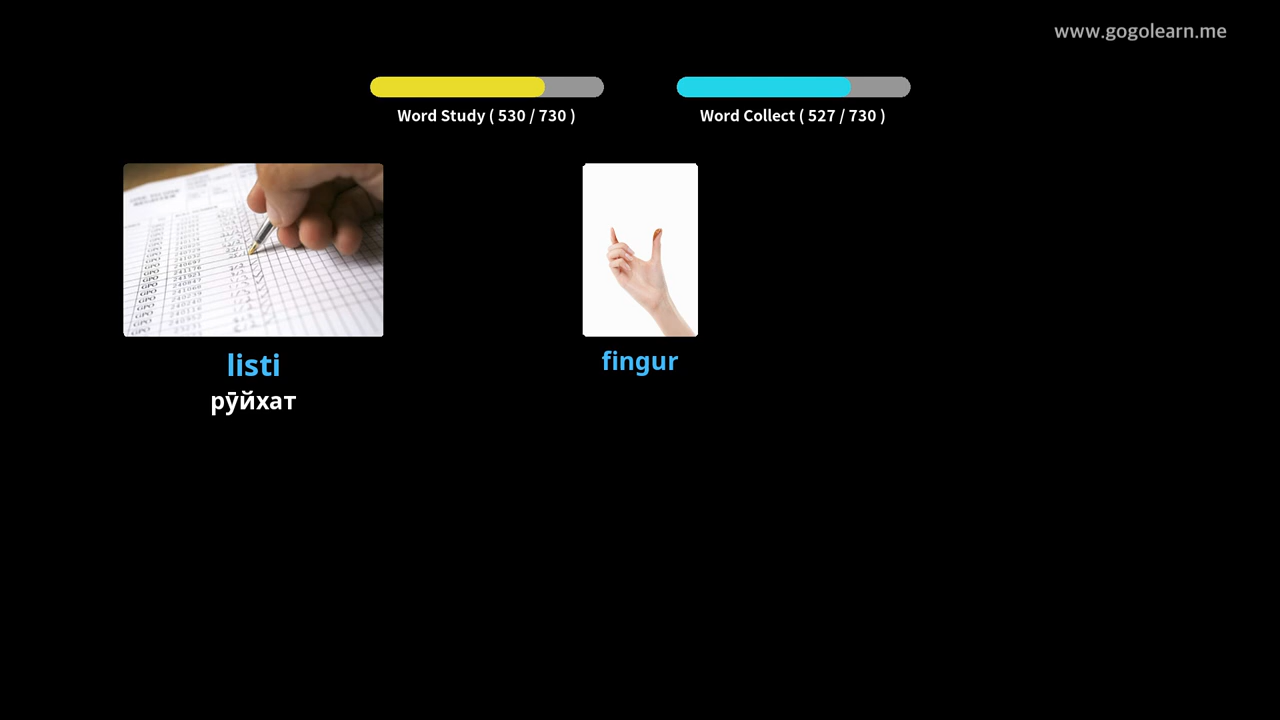 www.gogolearn.me
Word Study ( 530 / 730 )
Word Collect ( 527 / 730 )
listi
рӯйхат
fingur